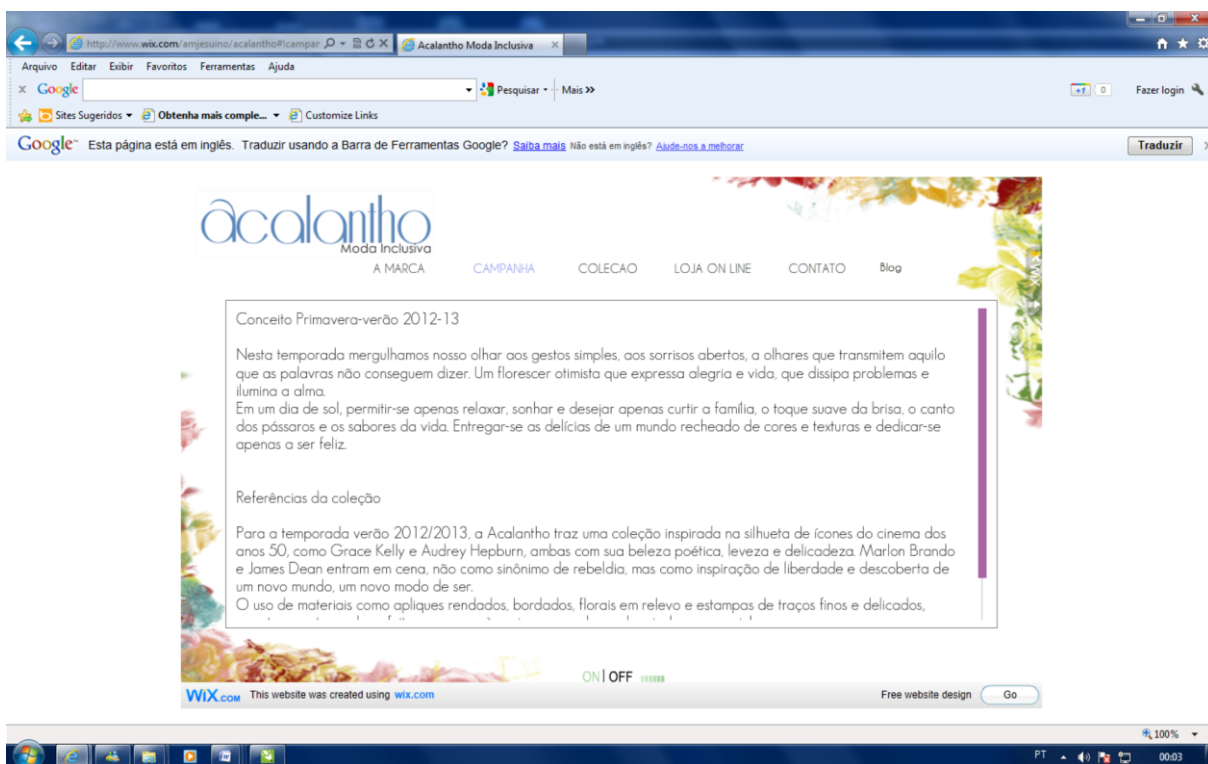 http://www.wix.com/amjesuino/acalantho#!campar
Acalantho Moda Inclusiva
Arquivo Editar Exibir Favoritos Ferramentas Ajuda
x Google Pesquisar Mais >>
+1 0 Fazer login
Sites Sugeridos Obtenha mais comple... Customize Links
Google Esta página está em inglês. Traduzir usando a Barra de Ferramentas Google? Saiba mais Não está em inglês? Ajude-nos a melhorar Traduzir
acalantho
Moda Inclusiva
A MARCA CAMPANHA COLECAO LOJA ON LINE CONTATO Blog
Conceito Primavera-verão 2012-13
Nesta temporada mergulhamos nosso olhar aos gestos simples, aos sorrisos abertos, a olhares que transmitem aquilo
que as palavras não conseguem dizer. Um florescer otimista que expressa alegria e vida, que dissipa problemas e
ilumina a alma.
Em um dia de sol, permitir-se apenas relaxar, sonhar e desejar apenas curtir a família, o toque suave da brisa, o canto
dos pássaros e os sabores da vida. Entregar-se as delícias de um mundo recheado de cores e texturas e dedicar-se
apenas a ser feliz.
Referências da coleção
Para a temporada verão 2012/2013, a Acalantho traz uma coleção inspirada na silhueta de ícones do cinema dos
anos 50, como Grace Kelly e Audrey Hepburn, ambas com sua beleza poética, leveza e delicadeza. Marlon Brando
e James Dean entram em cena, não como sinônimo de rebeldia, mas como inspiração de liberdade e descoberta de
um novo mundo, um novo modo de ser.
O uso de materiais como apliques rendados, bordados, florais em relevo e estampas de traços finos e delicados,
ON | OFF
WiX.COM This website was created using wix.com Free website design Go
100%
PT 00:03